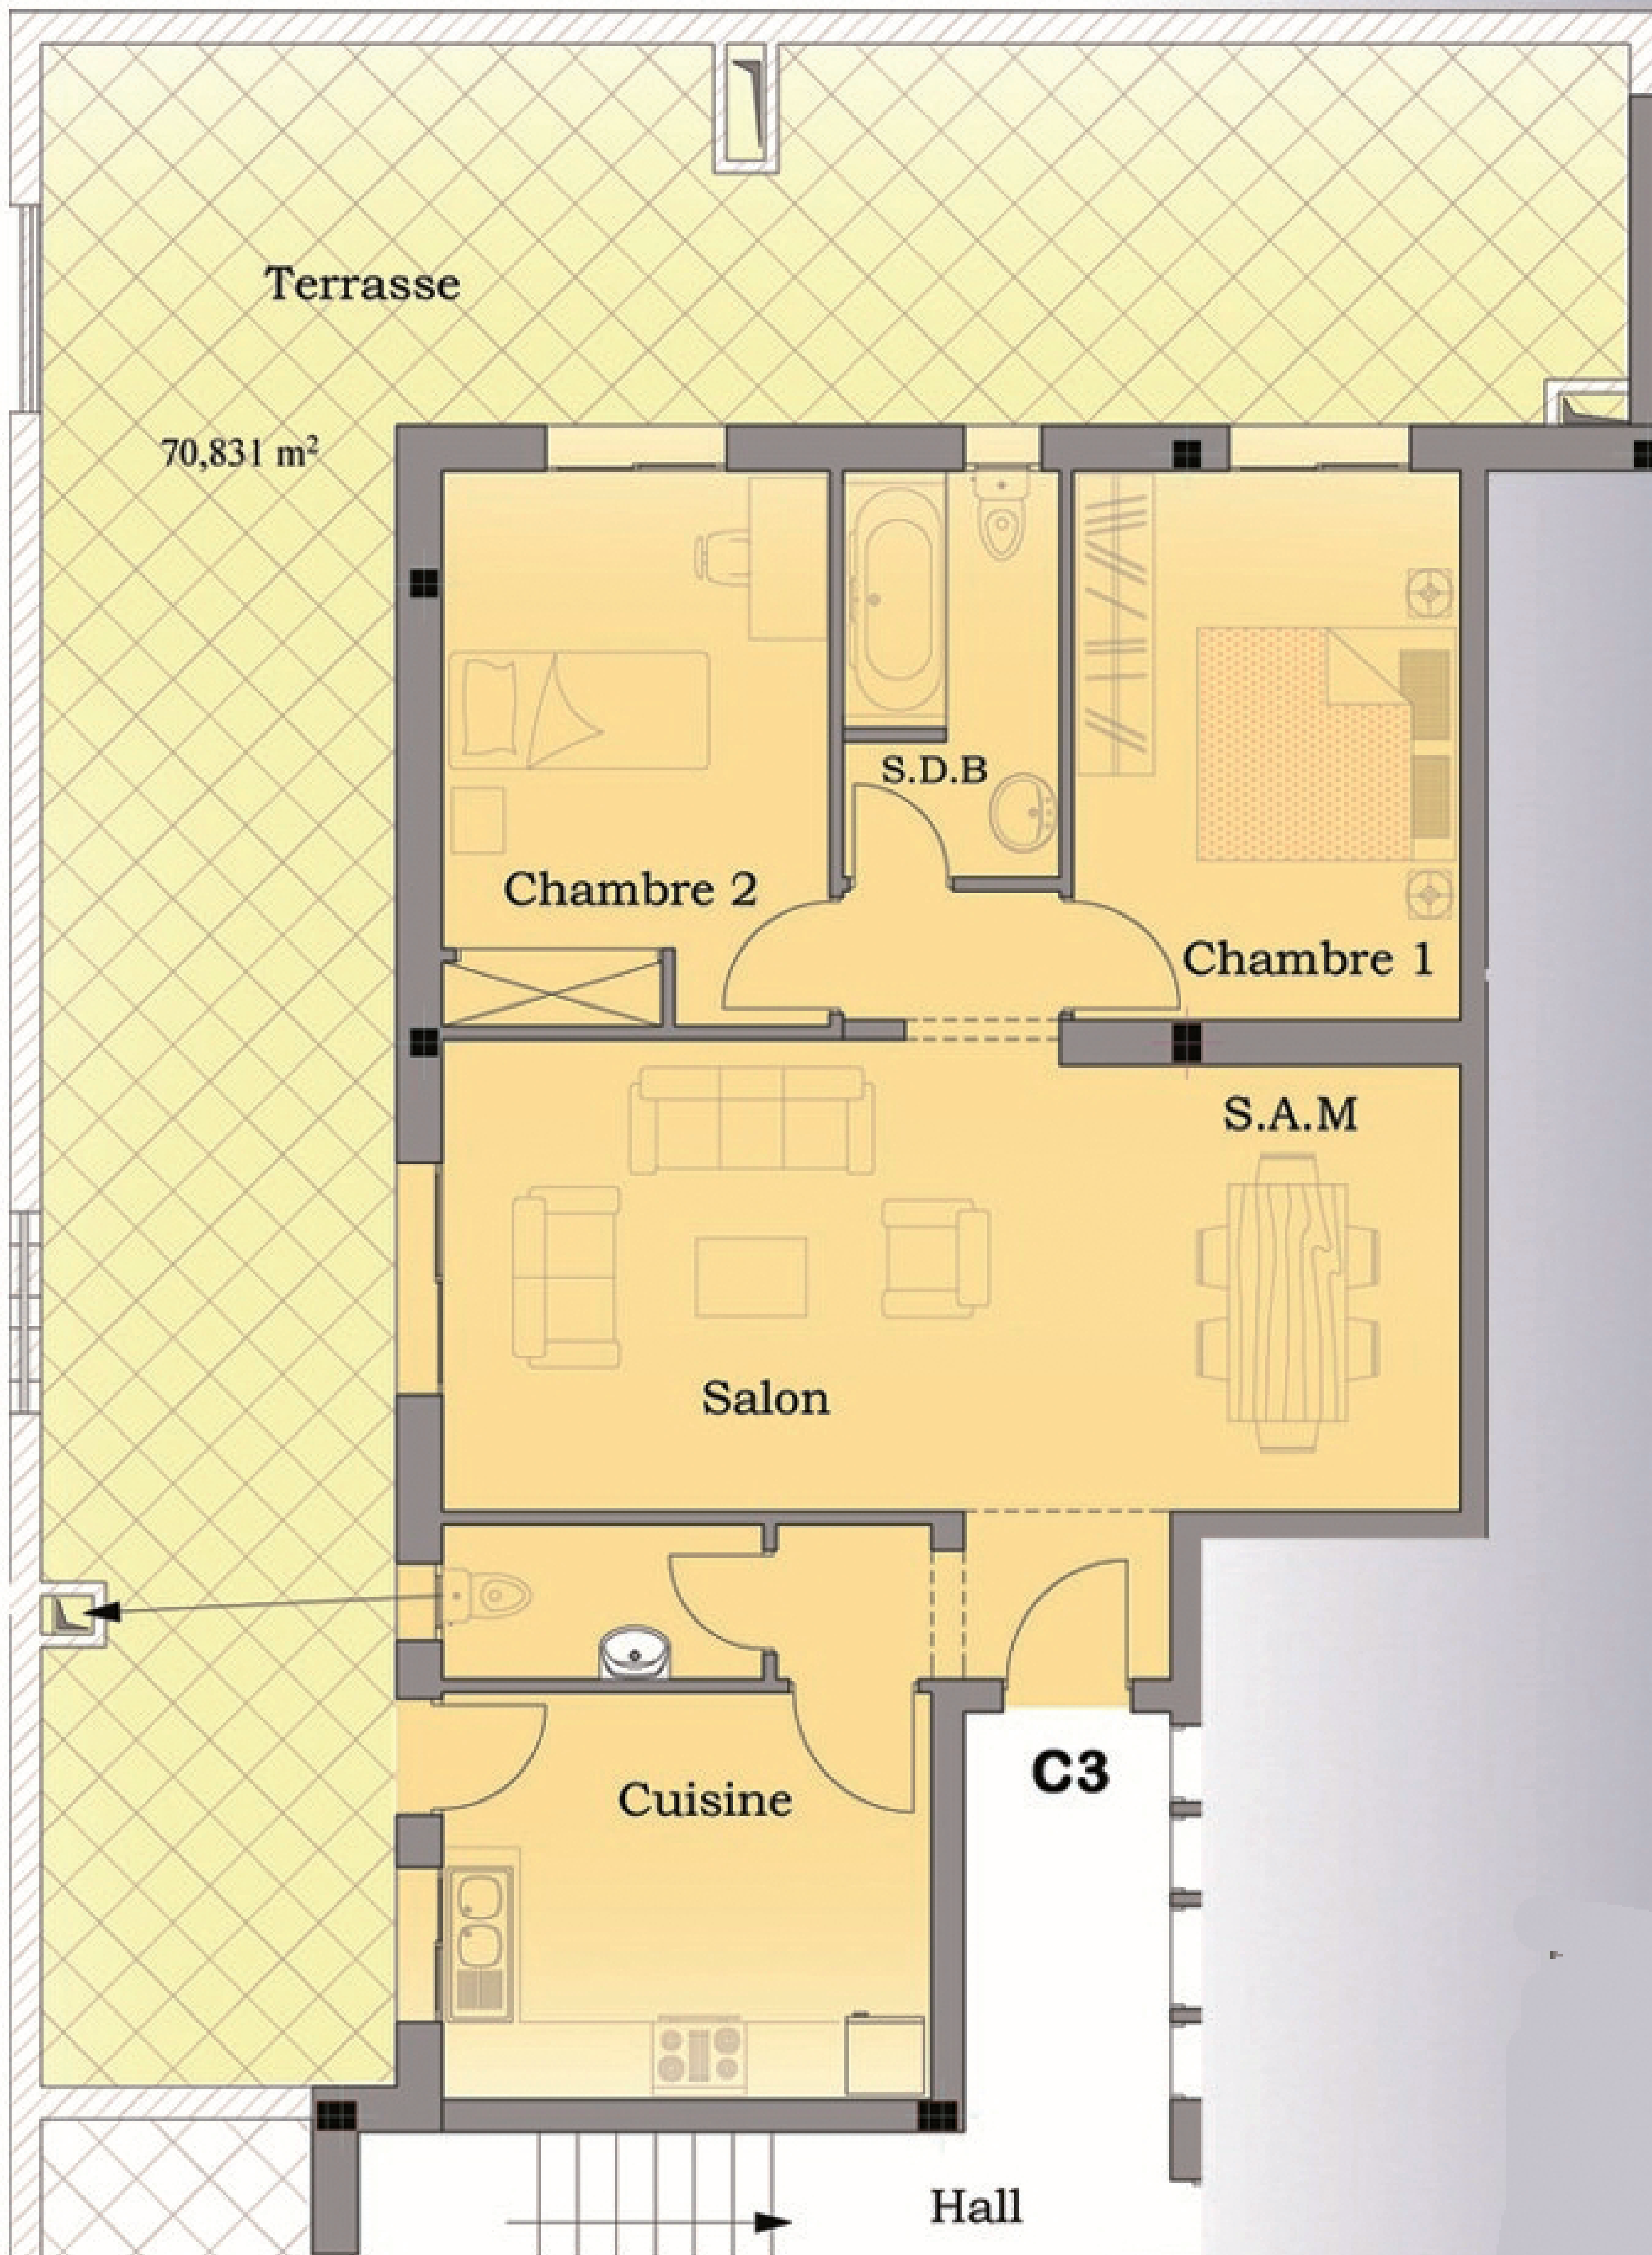 Terrasse
70,831 m²
S.D.B
Chambre 2
Chambre 1
S.A.M
Salon
C3
Cuisine
Hall